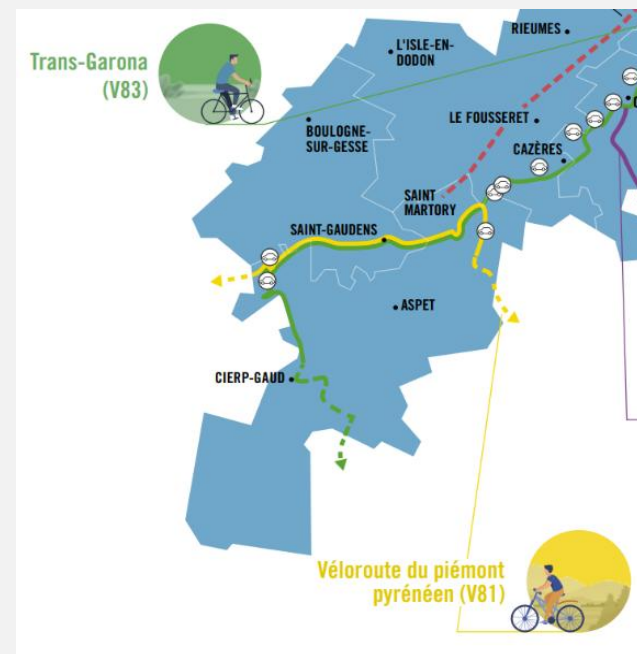 Trans-Garona
(V83)
RIEUMES
L'ISLE-EN-
DODON
LE FOUSSERET
BOULOGNE-
SUR-GESSE
CAZÈRES
SAINT
MARTORY
SAINT-GAUDENS
ASPET
CIERP-GAUD
Véloroute du piémont
pyrénéen (V81)